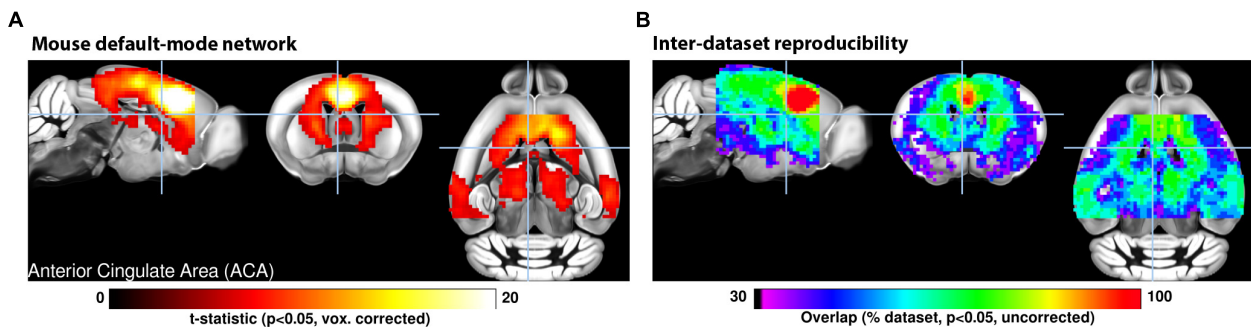 A
Mouse default-mode network
Anterior Cingulate Area (ACA)
0
20
t-statistic (p<0.05, vox. corrected)
B
Inter-dataset reproducibility
30
100
Overlap (% dataset, p<0.05, uncorrected)